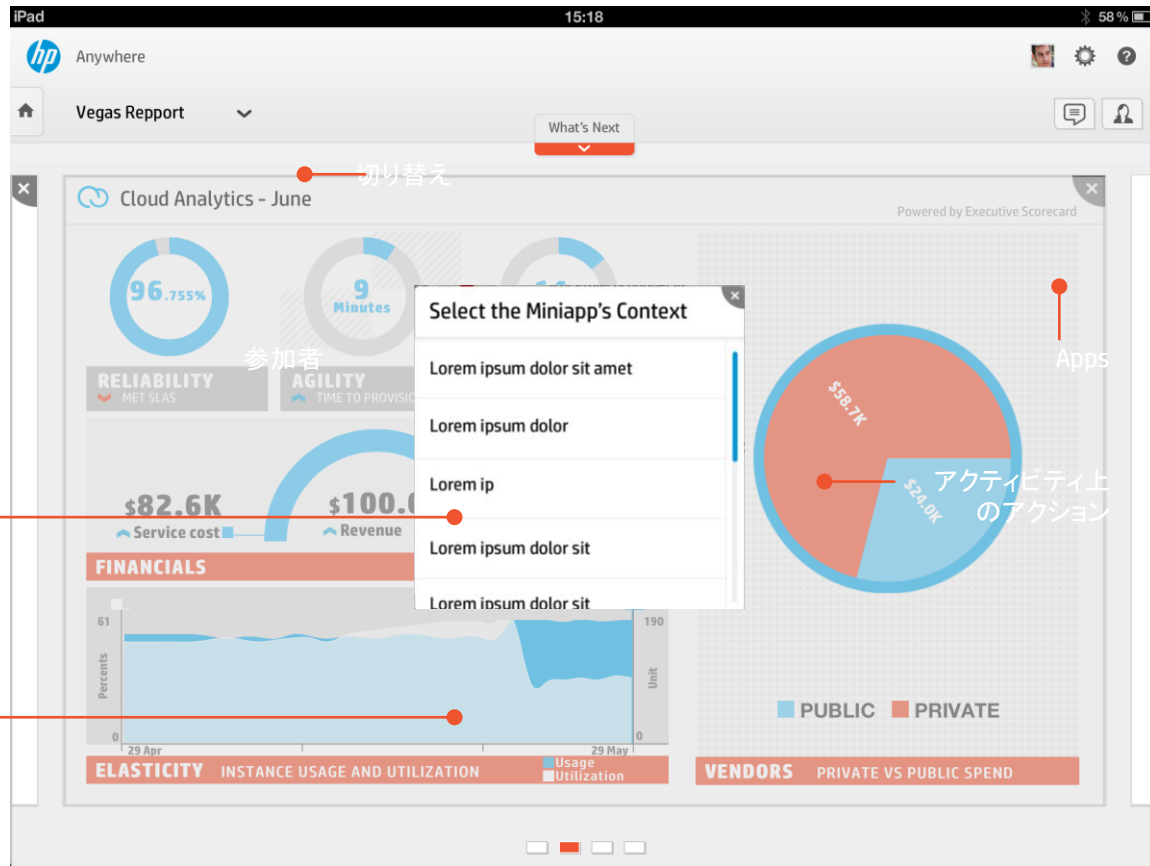 iPad
15:18
58 %
hp
Anywhere
Vegas Repport
What's Next
切り替え
Cloud Analytics - June
Powered by Executive Scorecard
96.755%
9
Minutes
参加者
RELIABILITY
MET SLAS
AGILITY
TIME TO PROVISIO
Select the Miniapp's Context
Lorem ipsum dolor sit amet
Lorem ipsum dolor
Lorem ip
Lorem ipsum dolor sit
Lorem ipsum dolor sit
Apps
$58.7K
$24.0K
アクティビティ上
のアクション
$82.6K
Service cost
$100.
Revenue
FINANCIALS
61
Percents
0
29 Apr
29 May
190
Unit
0
ELASTICITY INSTANCE USAGE AND UTILIZATION
Usage
Utilization
PUBLIC
PRIVATE
VENDORS PRIVATE VS PUBLIC SPEND